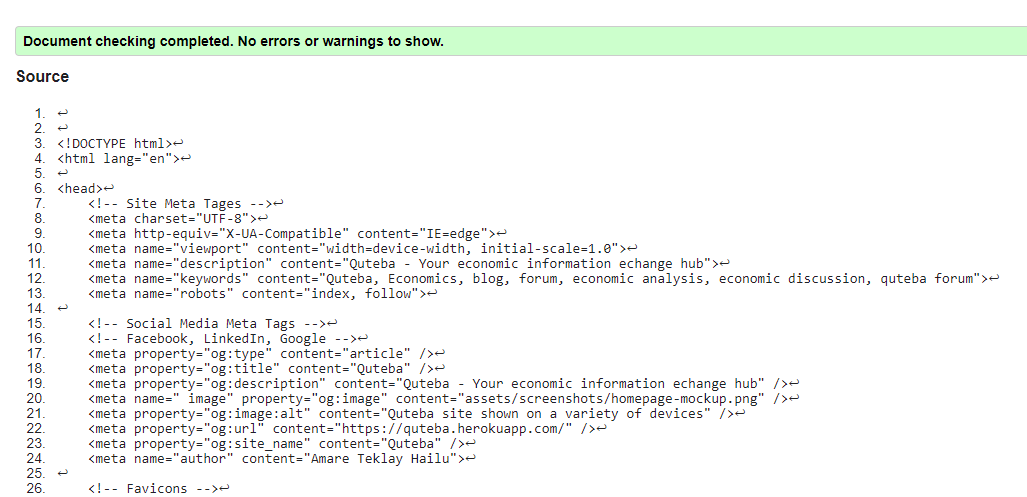 Document checking completed. No errors or warnings to show.
Source
1. ↩
2. ↩
3. <!DOCTYPE html>↩
4. <html lang="en">↩
5. ↩
6. <head>↩
7. <!-- Site Meta Tages -->↩
8. <meta charset="UTF-8">↩
9. <meta http-equiv="X-UA-Compatible" content="IE=edge">↩
10. <meta name="viewport" content="width=device-width, initial-scale=1.0">↩
11. <meta name="description" content="Quteba - Your economic information echange hub">↩
12. <meta name="keywords" content="Quteba, Economics, blog, forum, economic analysis, economic discussion, quteba forum">↩
13. <meta name="robots" content="index, follow">↩
14. ↩
15. <!-- Social Media Meta Tags -->↩
16. <!-- Facebook, LinkedIn, Google -->↩
17. <meta property="og:type" content="article" />↩
18. <meta property="og:title" content="Quteba" />↩
19. <meta property="og:description" content="Quteba - Your economic information echange hub" />↩
20. <meta name=" image" property="og:image" content="assets/screenshots/homepage-mockup.png" />↩
21. <meta property="og:image:alt" content="Quteba site shown on a variety of devices" />↩
22. <meta property="og:url" content="https://quteba.herokuapp.com/" />↩
23. <meta property="og:site_name" content="Quteba" />↩
24. <meta name="author" content="Amare Teklay Hailu">↩
25. ↩
26. <!-- Favicons -->↩